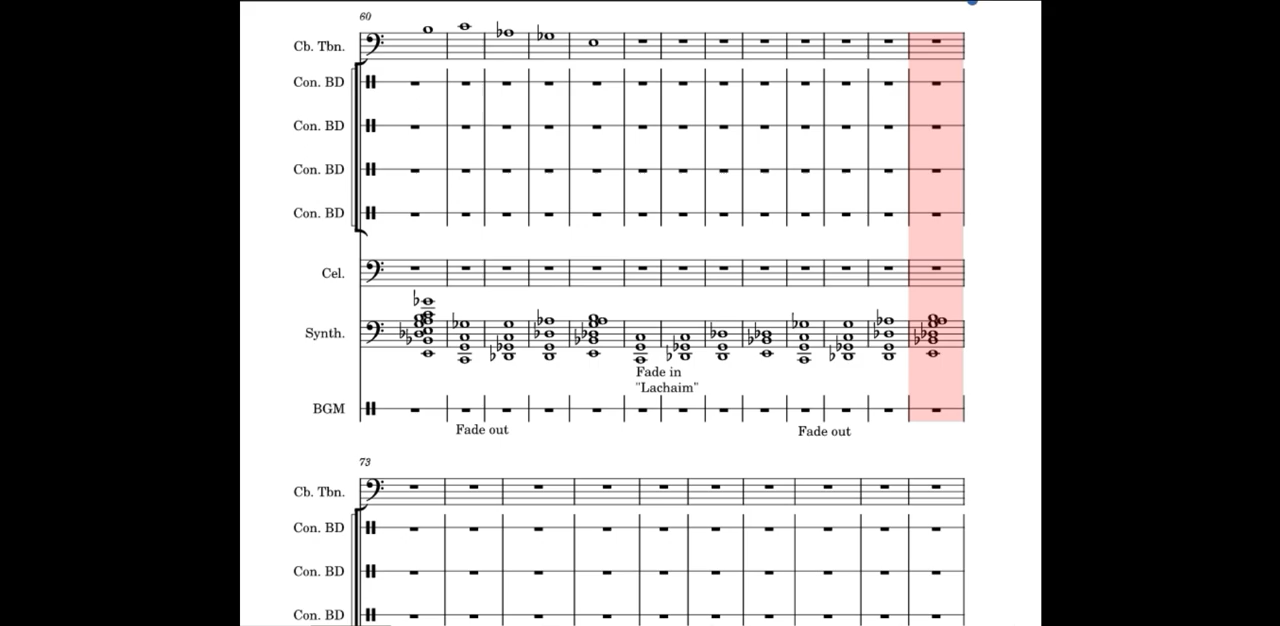 60
Cb. Tbn.
Con. BD
Con. BD
Con. BD
Con. BD
Cel.
Synth.
Fade in
"Lachaim"
BGM
Fade out
Fade out
73
Cb. Tbn.
Con. BD
Con. BD
Con. BD